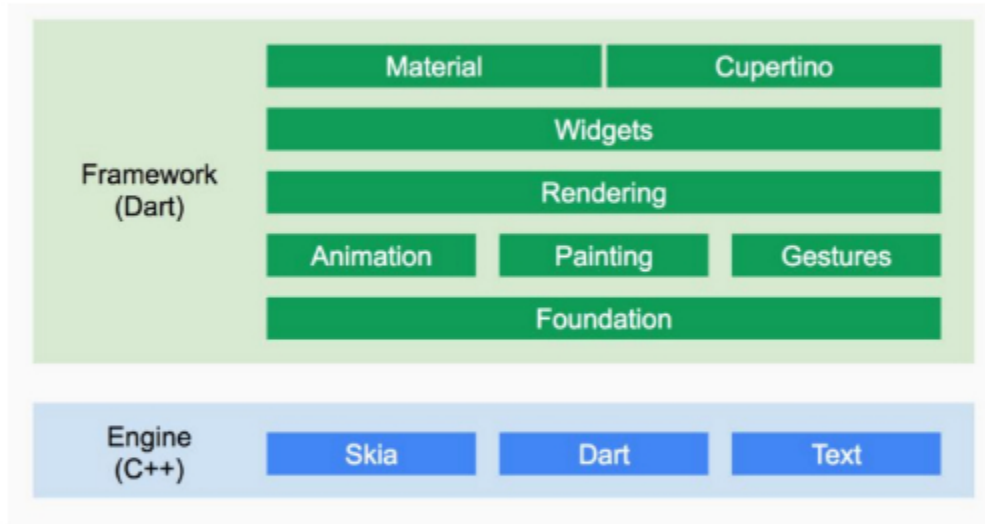 Material Cupertino
Widgets
Framework
(Dart)
Rendering
Animation Painting Gestures
Foundation
Engine
(C++)
Skia Dart Text